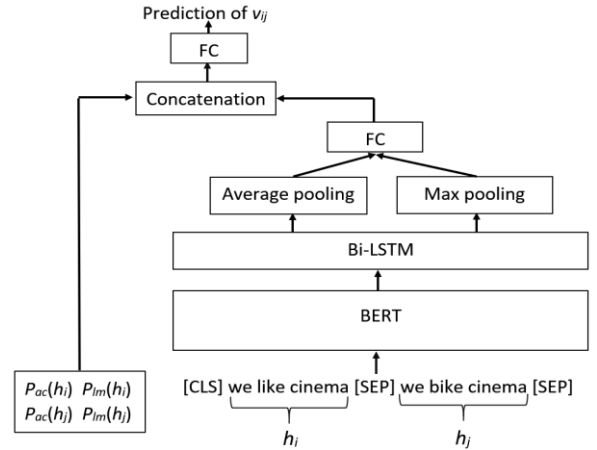 Prediction of vij
FC
Concatenation
FC
Average pooling Max pooling
Bi-LSTM
BERT
[CLS] we like cinema [SEP] we bike cinema [SEP]
Pac(hi) Plm(hi)
Pac(hj) Plm(hj)
hi hj